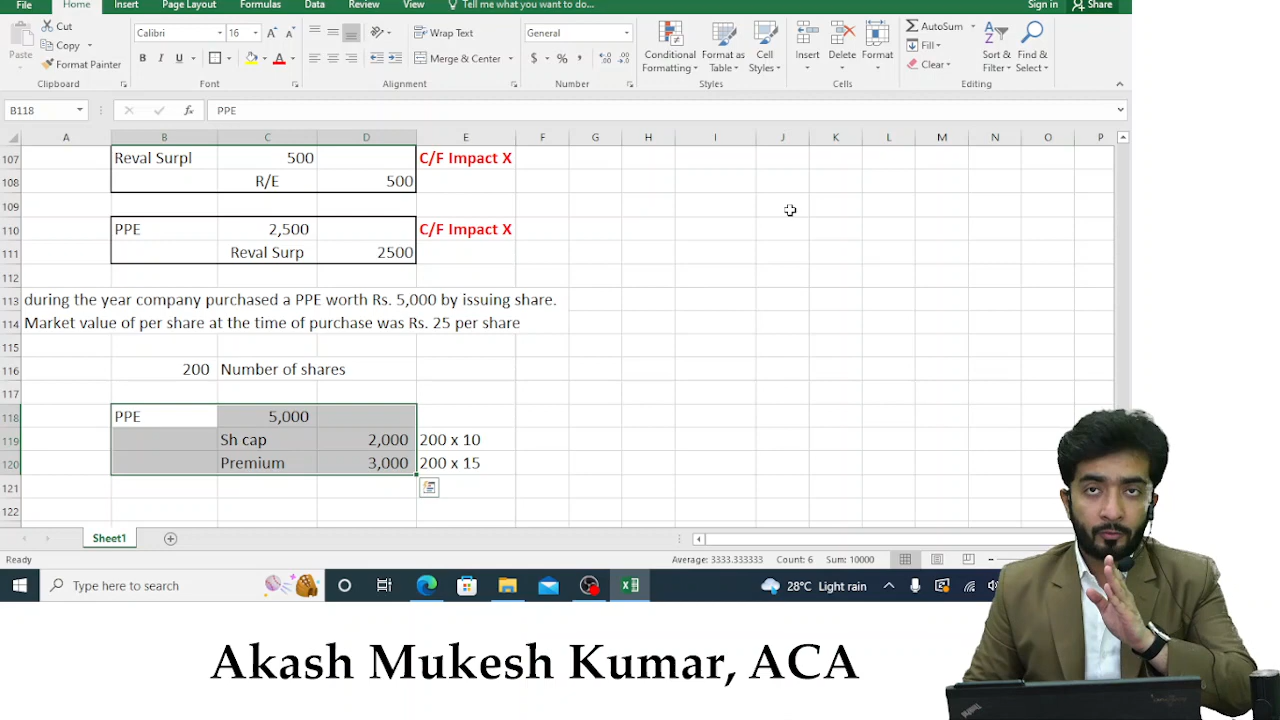 File Home Insert Page Layout Formulas Data Review View Tell me what you want to do... Sign in Share
Cut Calibri 16 A A Wrap Text General AutoSum
Copy Fill
Paste Format Painter B I U A Merge & Center $ % , Conditional Formatting Format as Table Cell Styles Insert Delete Format Clear Sort & Filter Find & Select
Clipboard Font Alignment Number Styles Cells Editing
B118 fx PPE
A B C D E F G H I J K L M N O P
107 Reval Surpl 500 C/F Impact X
108 R/E 500
109
110 PPE 2,500 C/F Impact X
111 Reval Surp 2500
112
113 during the year company purchased a PPE worth Rs. 5,000 by issuing share.
114 Market value of per share at the time of purchase was Rs. 25 per share
115
116 200 Number of shares
117
118 PPE 5,000
119 Sh cap 2,000 200 x 10
120 Premium 3,000 200 x 15
121
122
Sheet1
Ready Average: 3333.333333 Count: 6 Sum: 10000
Type here to search 28°C Light rain
Akash Mukesh Kumar, ACA